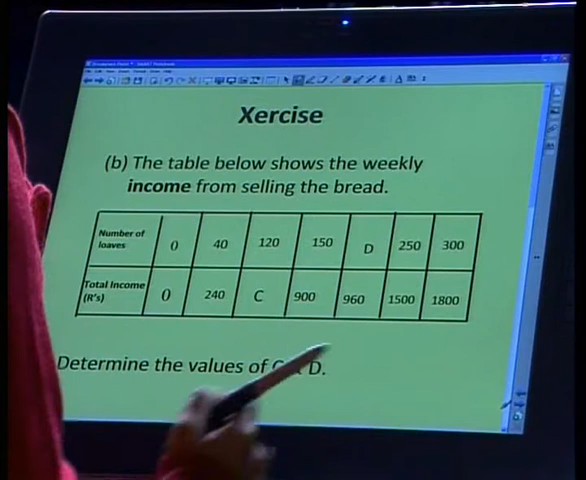 Xercise
(b) The table below shows the weekly
income from selling the bread.
Number of loaves 0 40 120 150 D 250 300
Total Income (R's) 0 240 C 900 960 1500 1800
Determine the values of C & D.